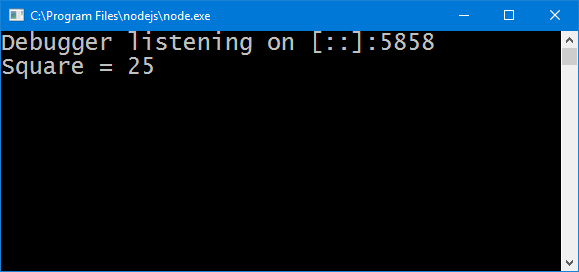 C:\Program Files\nodejs\node.exe
Debugger listening on [::]:5858
Square = 25